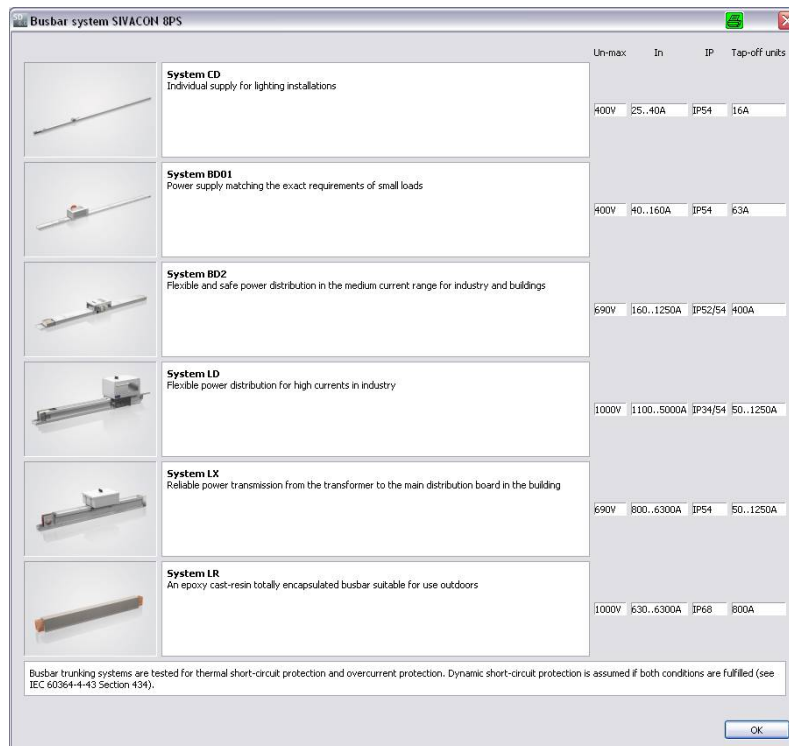 Busbar system SIVACON 8PS
Un-max In IP Tap-off units
System CD
Individual supply for lighting installations
400V 25..40A IP54 16A
System BD01
Power supply matching the exact requirements of small loads
400V 40..160A IP54 63A
System BD2
Flexible and safe power distribution in the medium current range for industry and buildings
690V 160..1250A IP52/54 400A
System LD
Flexible power distribution for high currents in industry
1000V 1100..5000A IP34/54 50..1250A
System LX
Reliable power transmission from the transformer to the main distribution board in the building
690V 800..6300A IP54 50..1250A
System LR
An epoxy cast-resin totally encapsulated busbar suitable for use outdoors
1000V 630..6300A IP68 800A
Busbar trunking systems are tested for thermal short-circuit protection and overcurrent protection. Dynamic short-circuit protection is assumed if both conditions are fulfilled (see
IEC 60364-4-43 Section 434).
OK